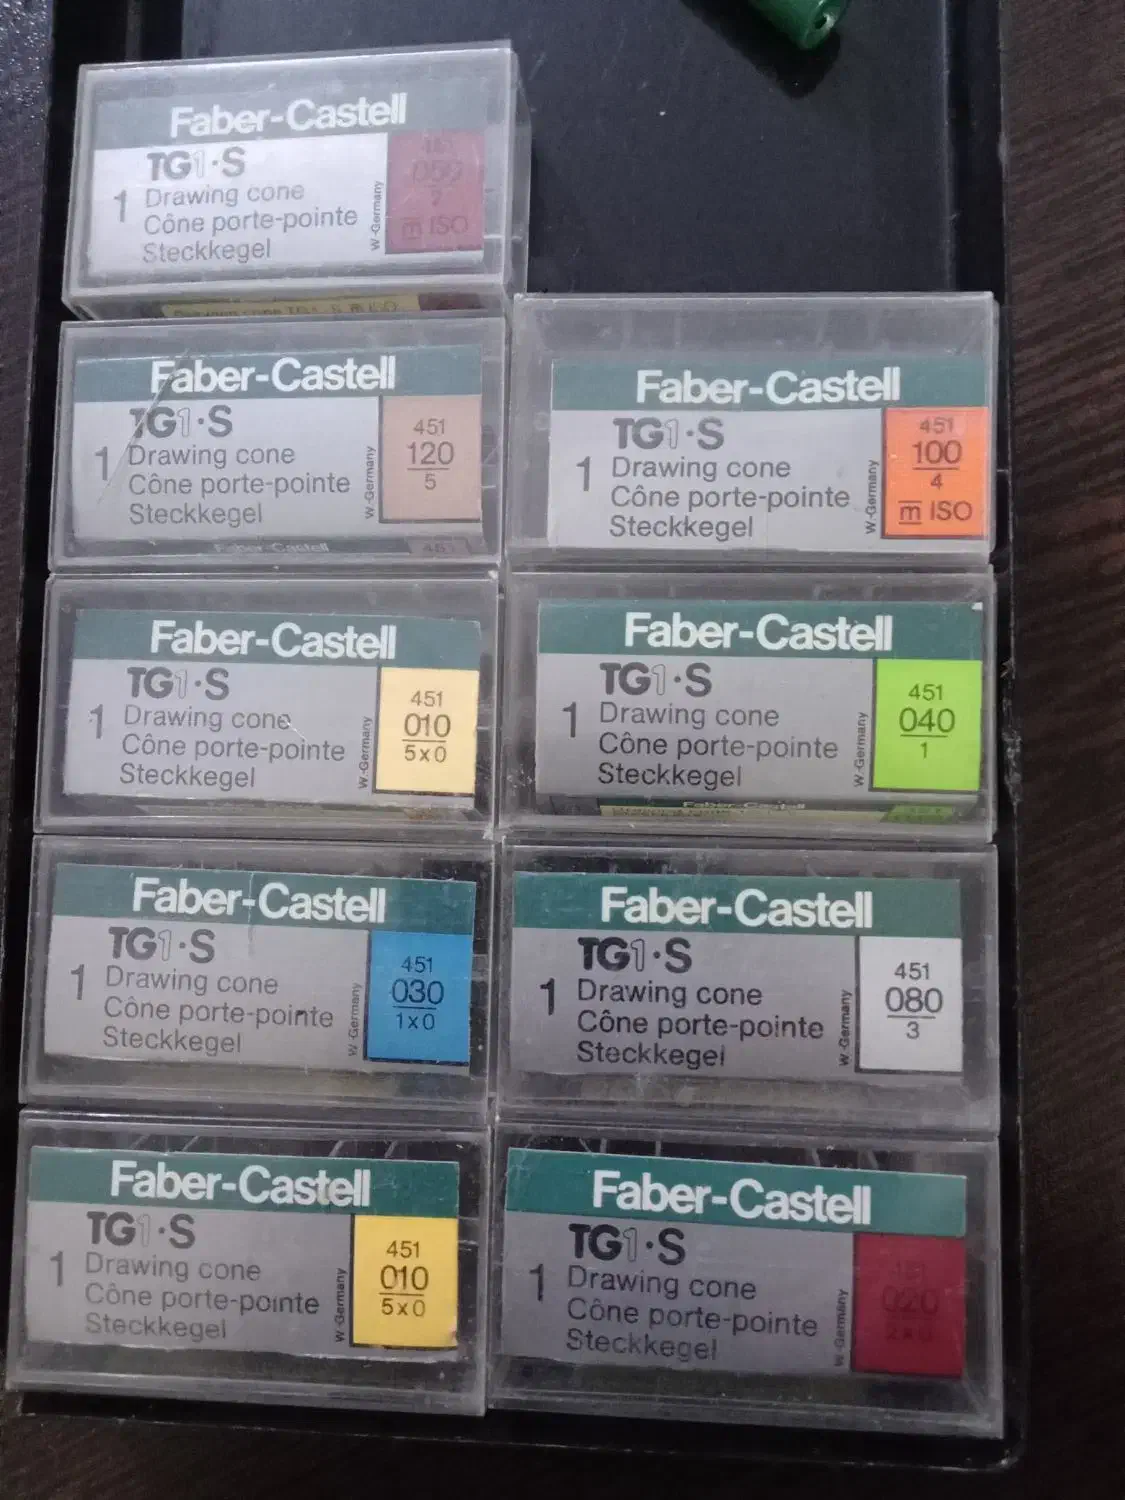 Faber-Castell
TG1·S
1 Drawing cone
Cône porte-pointe
Steckkegel
W.-Germany
m ISO
Faber-Castell
TG1·S
1 Drawing cone
Cône porte-pointe
Steckkegel
W.-Germany
451
120
5
Faber-Castell
451
Faber-Castell
TG1·S
1 Drawing cone
Cône porte-pointe
Steckkegel
W.-Germany
451
100
4
m ISO
Faber-Castell
TG1·S
1 Drawing cone
Cône porte-pointe
Steckkegel
W.-Germany
451
010
5x0
Faber-Castell
TG1·S
1 Drawing cone
Cône porte-pointe
Steckkegel
W.-Germany
451
040
1
Faber-Castell
Faber-Castell
TG1·S
1 Drawing cone
Cône porte-pointe
Steckkegel
W.-Germany
451
030
1x0
Faber-Castell
TG1·S
1 Drawing cone
Cône porte-pointe
Steckkegel
W.-Germany
451
080
3
Faber-Castell
TG1·S
1 Drawing cone
Cône porte-pointe
Steckkegel
W.-Germany
451
010
5x0
Faber-Castell
TG1·S
1 Drawing cone
Cône porte-pointe
Steckkegel
W.-Germany
020
2x0